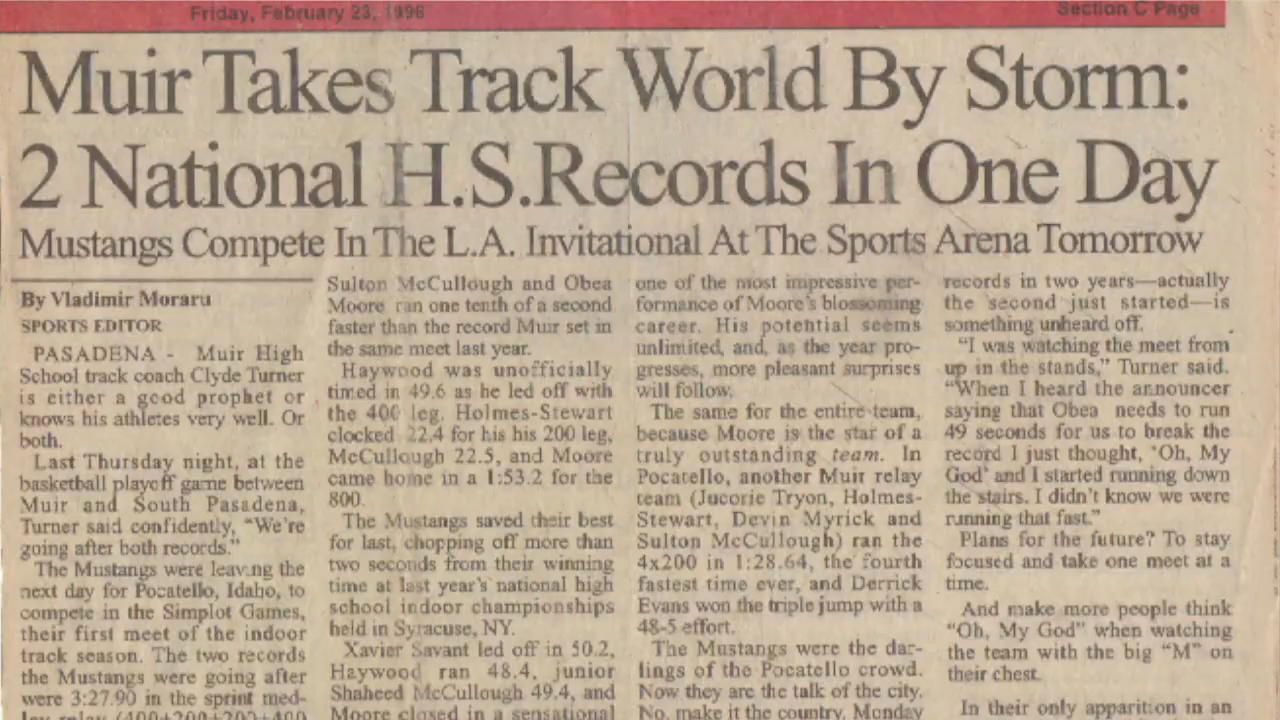 Friday, February 23, 1996
Section C Page
Muir Takes Track World By Storm:
2 National H.S.Records In One Day
Mustangs Compete In The L.A. Invitational At The Sports Arena Tomorrow
By Vladimir Moraru
SPORTS EDITOR
PASADENA - Muir High
School track coach Clyde Turner
is either a good prophet or
knows his athletes very well. Or
both.
Last Thursday night, at the
basketball playoff game between
Muir and South Pasadena,
Turner said confidently, “We're
going after both records.”
The Mustangs were leaving the
next day for Pocatello, Idaho, to
compete in the Simplot Games,
their first meet of the indoor
track season. The two records
the Mustangs were going after
were 3:27.90 in the sprint med-
ley relay (400+200+200+400
Sulton McCullough and Obea
Moore ran one tenth of a second
faster than the record Muir set in
the same meet last year.
Haywood was unofficially
timed in 49.6 as he led off with
the 400 leg. Holmes-Stewart
clocked 22.4 for his his 200 leg,
McCullough 22.5, and Moore
came home in a 1:53.2 for the
800.
The Mustangs saved their best
for last, chopping off more than
two seconds from their winning
time at last year's national high
school indoor championships
held in Syracuse, NY.
Xavier Savant led off in 50.2,
Haywood ran 48.4, junior
Shaheed McCullough 49.4, and
Moore closed in a sensational
one of the most impressive per-
formance of Moore's blossoming
career. His potential seems
unlimited, and, as the year pro-
gresses, more pleasant surprises
will follow.
The same for the entire team,
because Moore is the star of a
truly outstanding team. In
Pocatello, another Muir relay
team (Jucorie Tryon, Holmes-
Stewart, Devin Myrick and
Sulton McCullough) ran the
4x200 in 1:28.64, the fourth
fastest time ever, and Derrick
Evans won the triple jump with a
48-5 effort.
The Mustangs were the dar-
lings of the Pocatello crowd.
Now they are the talk of the city.
No, make it the country. Monday
records in two years—actually
the second just started—is
something unheard off.
“I was watching the meet from
up in the stands,” Turner said.
“When I heard the announcer
saying that Obea needs to run
49 seconds for us to break the
record I just thought, ‘Oh, My
God’ and I started running down
the stairs. I didn't know we were
running that fast.”
Plans for the future? To stay
focused and take one meet at a
time.
And make more people think
“Oh, My God” when watching
the team with the big “M” on
their chest.
In their only apparition in an